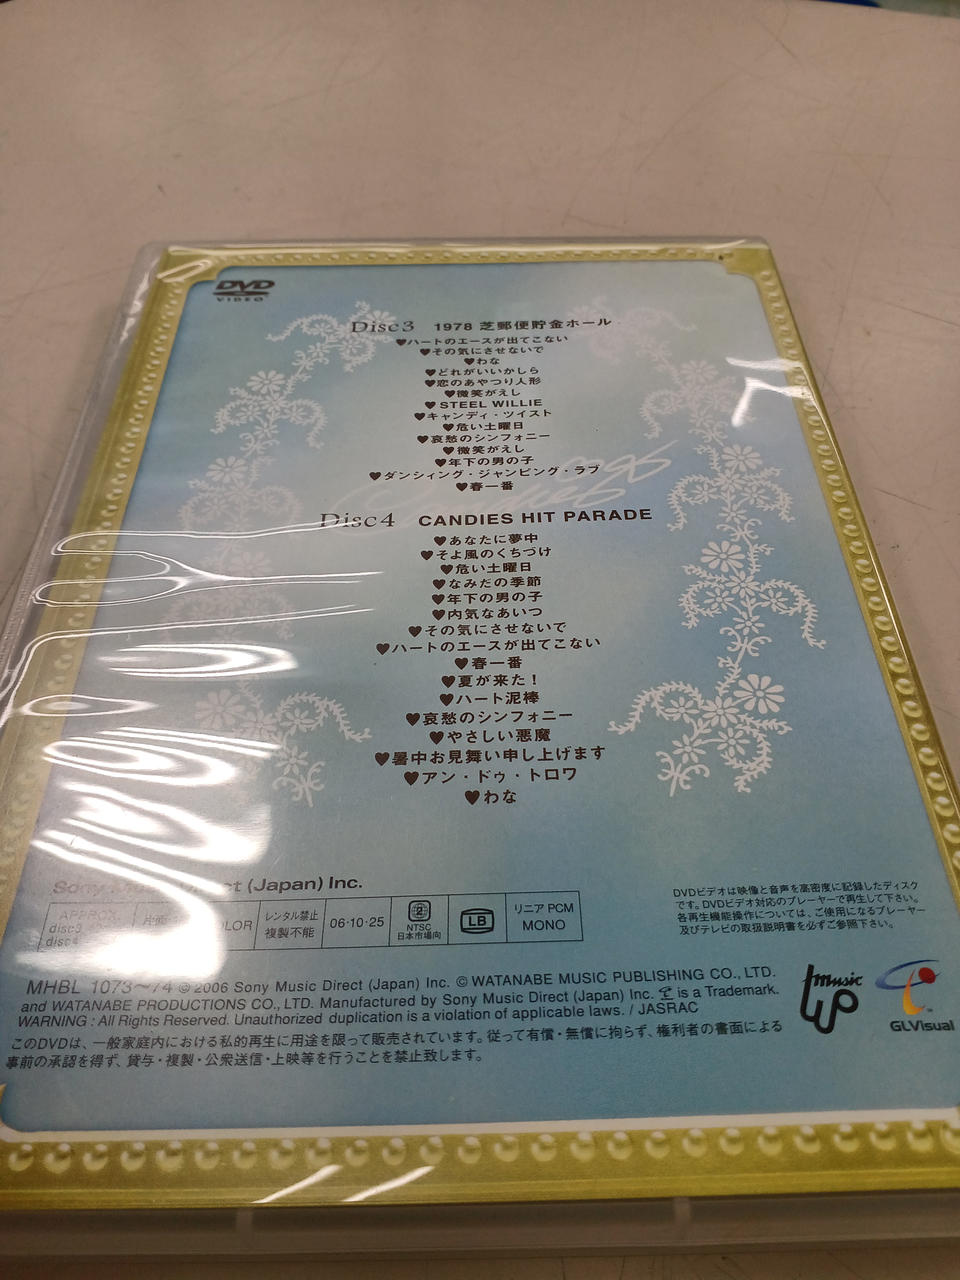 DVD
VIDEO
Disc 3 1978 芝郵便貯金ホール
♥ハートのエースが出てこない
♥その気にさせないで
♥わな
♥どれがいいかしら
♥恋のあやつり人形
♥微笑がえし
♥STEEL WILLIE
♥キャンディ・ツイスト
♥危い土曜日
♥哀愁のシンフォニー
♥微笑がえし
♥年下の男の子
♥ダンシィング・ジャンピング・ラブ
♥春一番
Disc 4 CANDIES HIT PARADE
♥あなたに夢中
♥そよ風のくちづけ
♥危い土曜日
♥なみだの季節
♥年下の男の子
♥内気なあいつ
♥その気にさせないで
♥ハートのエースが出てこない
♥春一番
♥夏が来た!
♥ハート泥棒
♥哀愁のシンフォニー
♥やさしい悪魔
♥暑中お見舞い申し上げます
♥アン・ドゥ・トロワ
♥わな
Sony Music Direct (Japan) Inc.
APPROX.
disc3
disc4
COLOR
レンタル禁止
複製不能
06·10·25
2
NTSC
日本市場向
LB
リニア PCM
MONO
DVDビデオは映像と音声を高密度に記録したディスク
です。DVDビデオ対応のプレーヤーで再生して下さい。
各再生機能操作については、ご使用になるプレーヤー
及びテレビの取扱説明書を必ずご参照下さい。
MHBL 1073〜74 © 2006 Sony Music Direct (Japan) Inc. © WATANABE MUSIC PUBLISHING CO., LTD.
and WATANABE PRODUCTIONS CO., LTD. Manufactured by Sony Music Direct (Japan) Inc. is a Trademark.
WARNING : All Rights Reserved. Unauthorized duplication is a violation of applicable laws. / JASRAC
このDVDは、一般家庭内における私的再生に用途を限って販売されています。従って有償・無償に拘らず、権利者の書面による
事前の承認を得ず、貸与・複製・公衆送信・上映等を行うことを禁止致します。
music
GLVisual